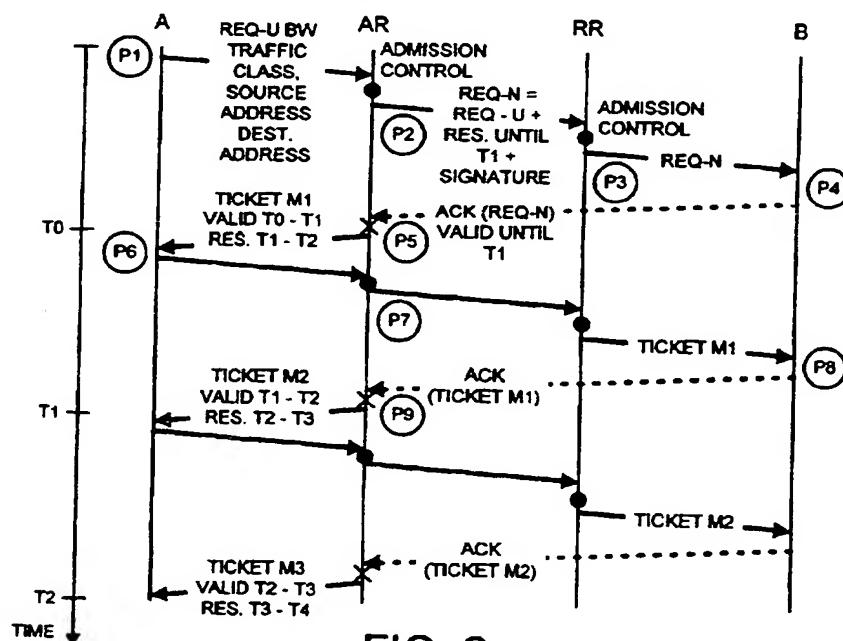 A
AR
RR
B
P1
REQ-U BW
TRAFFIC
CLASS,
SOURCE
ADDRESS
DEST.
ADDRESS
ADMISSION
CONTROL
P2
REQ-N =
REQ - U +
RES. UNTIL
T1 +
SIGNATURE
ADMISSION
CONTROL
P3
REQ-N
P4
T0
TICKET M1
VALID T0 - T1
RES. T1 - T2
P5
ACK (REQ-N)
VALID UNTIL
T1
P6
P7
TICKET M1
P8
T1
TICKET M2
VALID T1 - T2
RES. T2 - T3
P9
ACK
(TICKET M1)
TICKET M2
T2
TICKET M3
VALID T2 - T3
RES. T3 - T4
ACK
(TICKET M2)
TIME